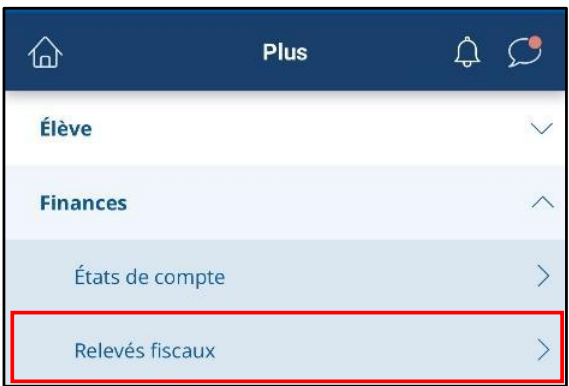 Plus
Élève
Finances
États de compte
Relevés fiscaux